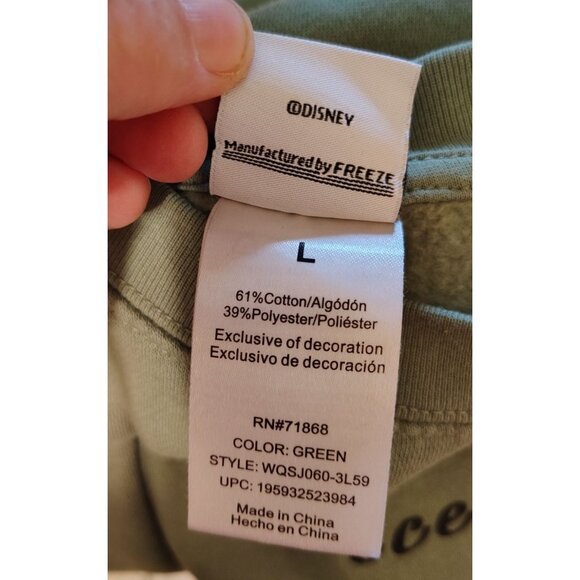 ©DISNEY
Manufactured by FREEZE
L
61%Cotton/Algódón
39%Polyester/Poliéster
Exclusive of decoration
Exclusivo de decoración
RN#71868
COLOR: GREEN
STYLE: WQSJ060-3L59
UPC: 195932523984
Made in China
Hecho en China